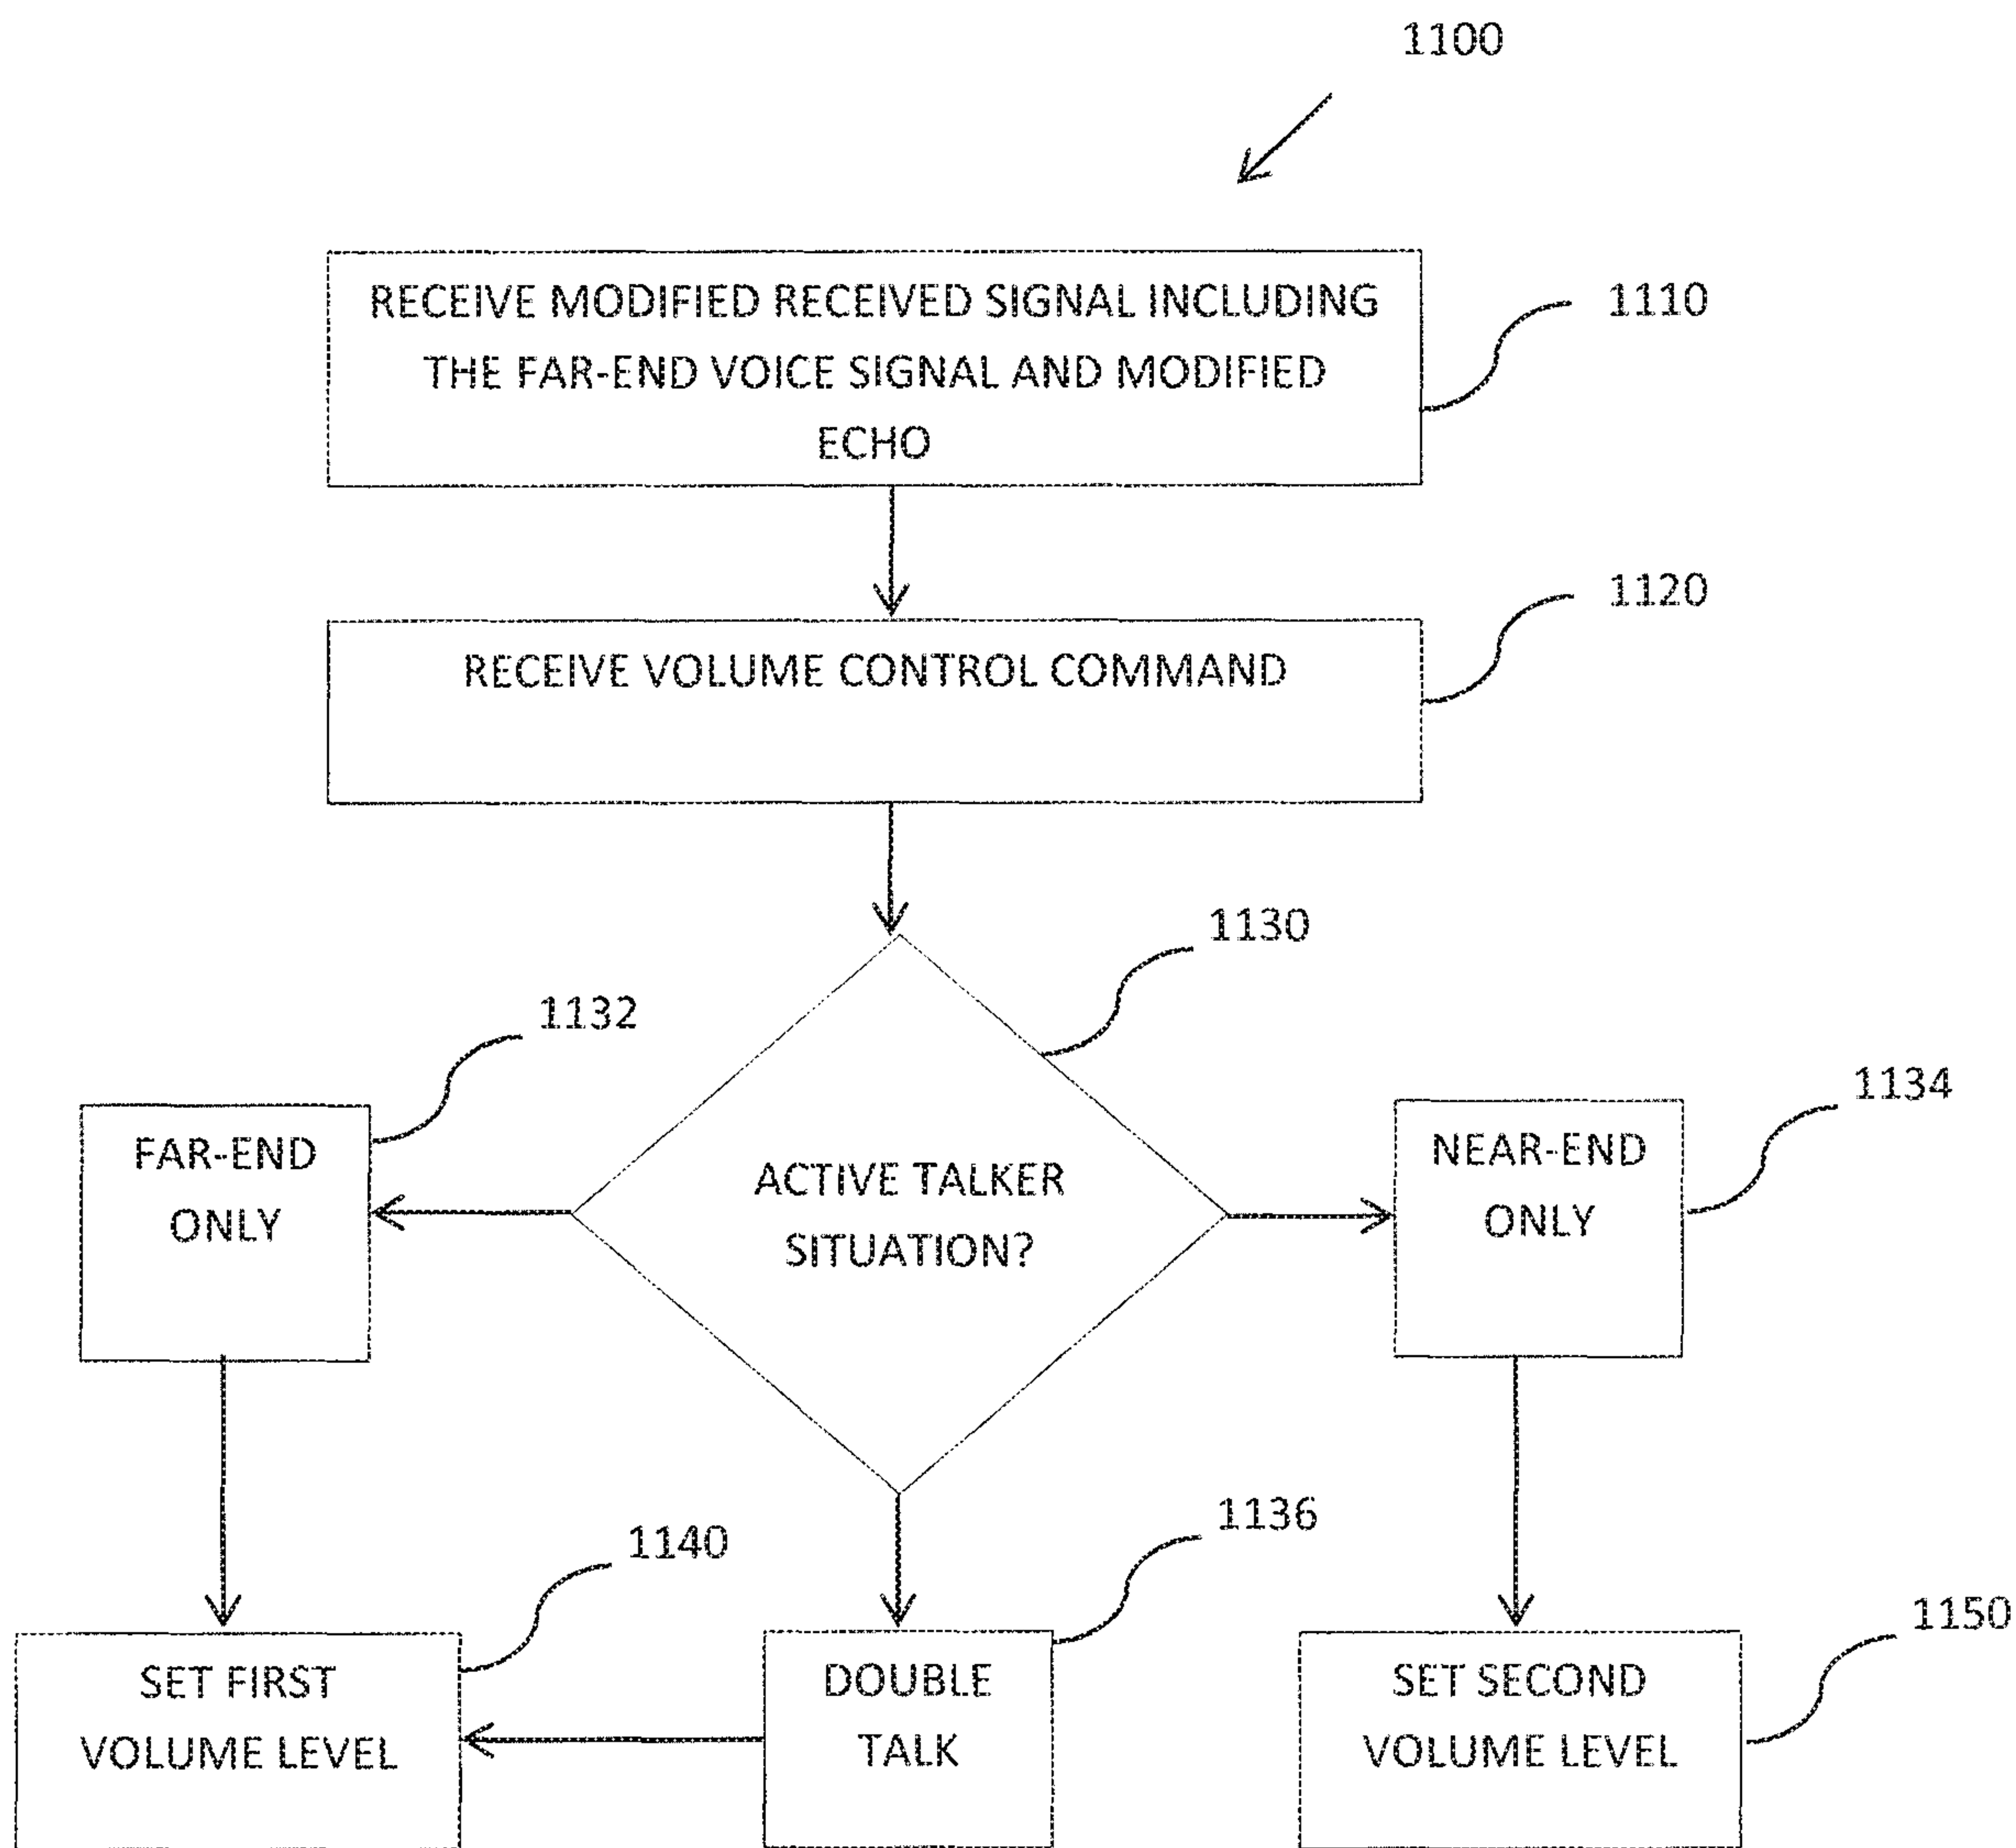 1100
RECEIVE MODIFIED RECEIVED SIGNAL INCLUDING
THE FAR-END VOICE SIGNAL AND MODIFIED
ECHO
1110
RECEIVE VOLUME CONTROL COMMAND
1120
ACTIVE TALKER
SITUATION?
1130
FAR-END
ONLY
1132
NEAR-END
ONLY
1134
SET FIRST
VOLUME LEVEL
1140
DOUBLE
TALK
1136
SET SECOND
VOLUME LEVEL
1150